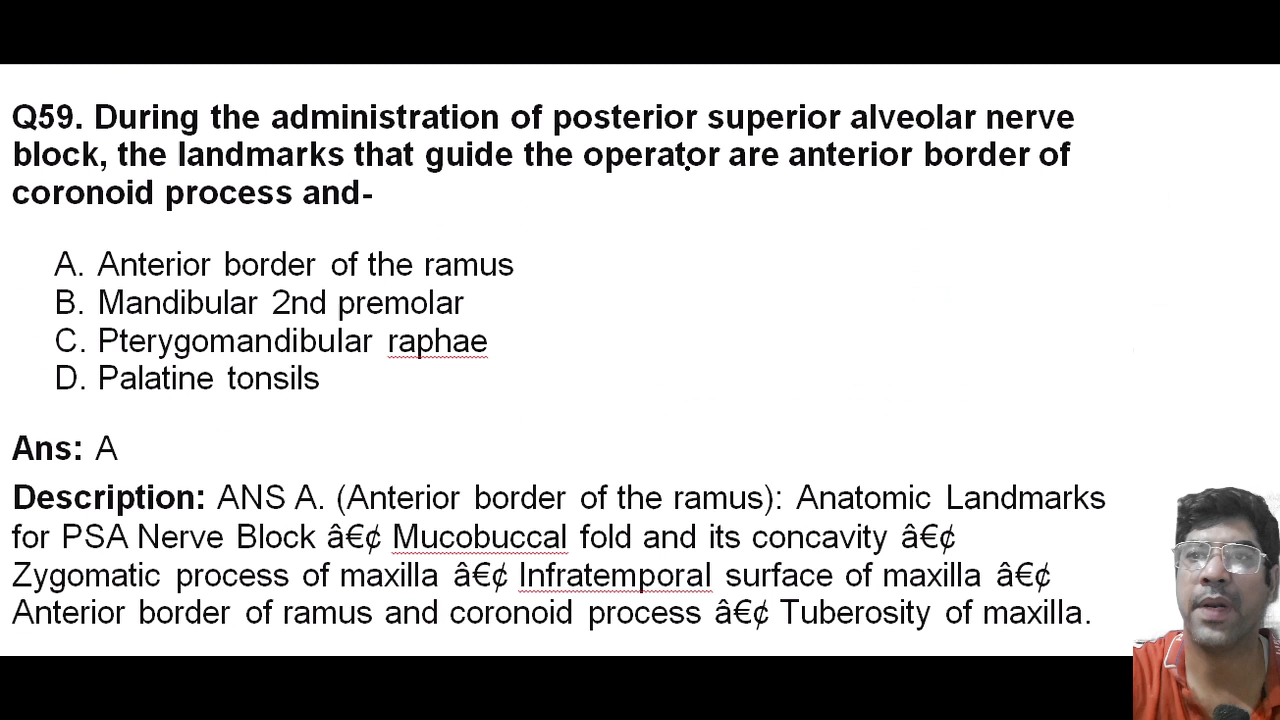 Q59. During the administration of posterior superior alveolar nerve
block, the landmarks that guide the operator are anterior border of
coronoid process and-
A. Anterior border of the ramus
B. Mandibular 2nd premolar
C. Pterygomandibular raphae
D. Palatine tonsils
Ans: A
Description: ANS A. (Anterior border of the ramus): Anatomic Landmarks
for PSA Nerve Block â€¢ Mucobuccal fold and its concavity â€¢
Zygomatic process of maxilla â€¢ Infratemporal surface of maxilla â€¢
Anterior border of ramus and coronoid process â€¢ Tuberosity of maxilla.